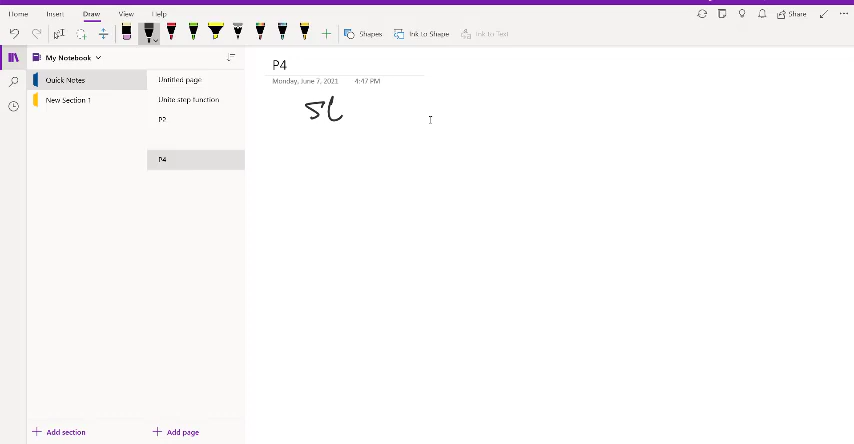 Home Insert Draw View Help Share
Shapes Ink to Shape Ink to Text
My Notebook
Quick Notes
New Section 1
Untitled page
Unite step function
P2
P4
P4
Monday, June 7, 2021 4:47 PM
Add section
Add page